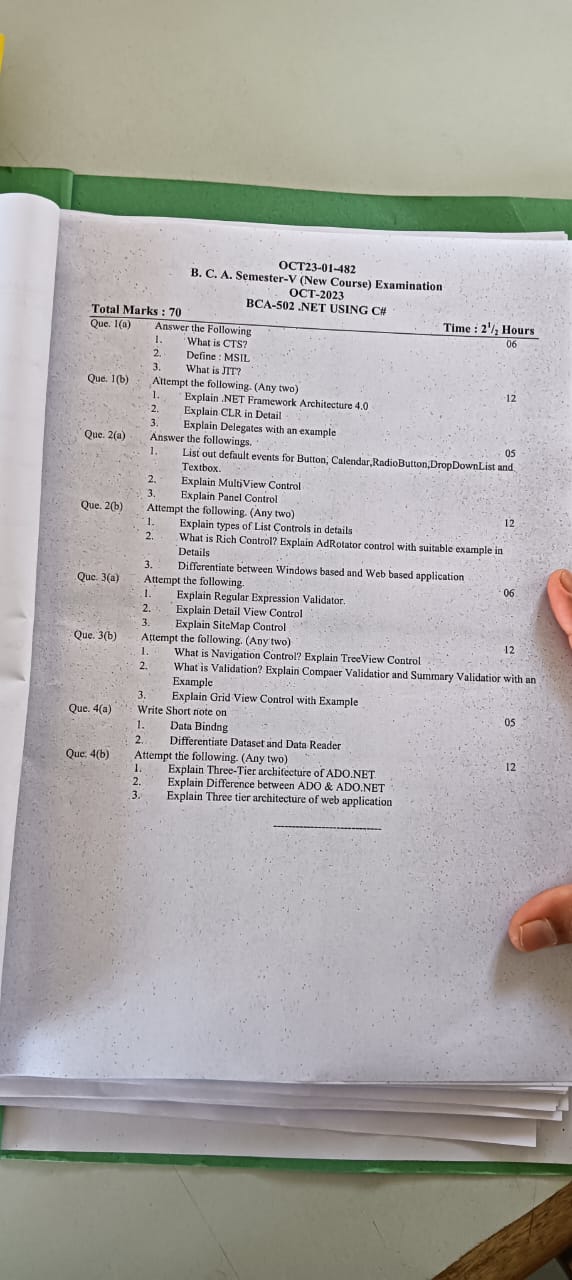 OCT23-01-482
B. C. A. Semester-V (New Course) Examination
OCT-2023
BCA-502 .NET USING C#
Total Marks : 70 Time : 2 1/2 Hours
Que. 1(a) Answer the Following 06
1. What is CTS?
2. Define : MSIL
3. What is JIT?
Que. 1(b) Attempt the following. (Any two) 12
1. Explain .NET Framework Architecture 4.0
2. Explain CLR in Detail
3. Explain Delegates with an example
Que. 2(a) Answer the followings. 05
1. List out default events for Button, Calendar,RadioButton,DropDownList and
Textbox.
2. Explain MultiView Control
3. Explain Panel Control
Que. 2(b) Attempt the following. (Any two) 12
1. Explain types of List Controls in details
2. What is Rich Control? Explain AdRotator control with suitable example in
Details
3. Differentiate between Windows based and Web based application
Que. 3(a) Attempt the following. 06
1. Explain Regular Expression Validator.
2. Explain Detail View Control
3. Explain SiteMap Control
Que. 3(b) Attempt the following. (Any two) 12
1. What is Navigation Control? Explain TreeView Control
2. What is Validation? Explain Compaer Validatior and Summary Validatior with an
Example
3. Explain Grid View Control with Example
Que. 4(a) Write Short note on 05
1. Data Bindng
2. Differentiate Dataset and Data Reader
Que. 4(b) Attempt the following. (Any two) 12
1. Explain Three-Tier architecture of ADO.NET
2. Explain Difference between ADO & ADO.NET
3. Explain Three tier architecture of web application